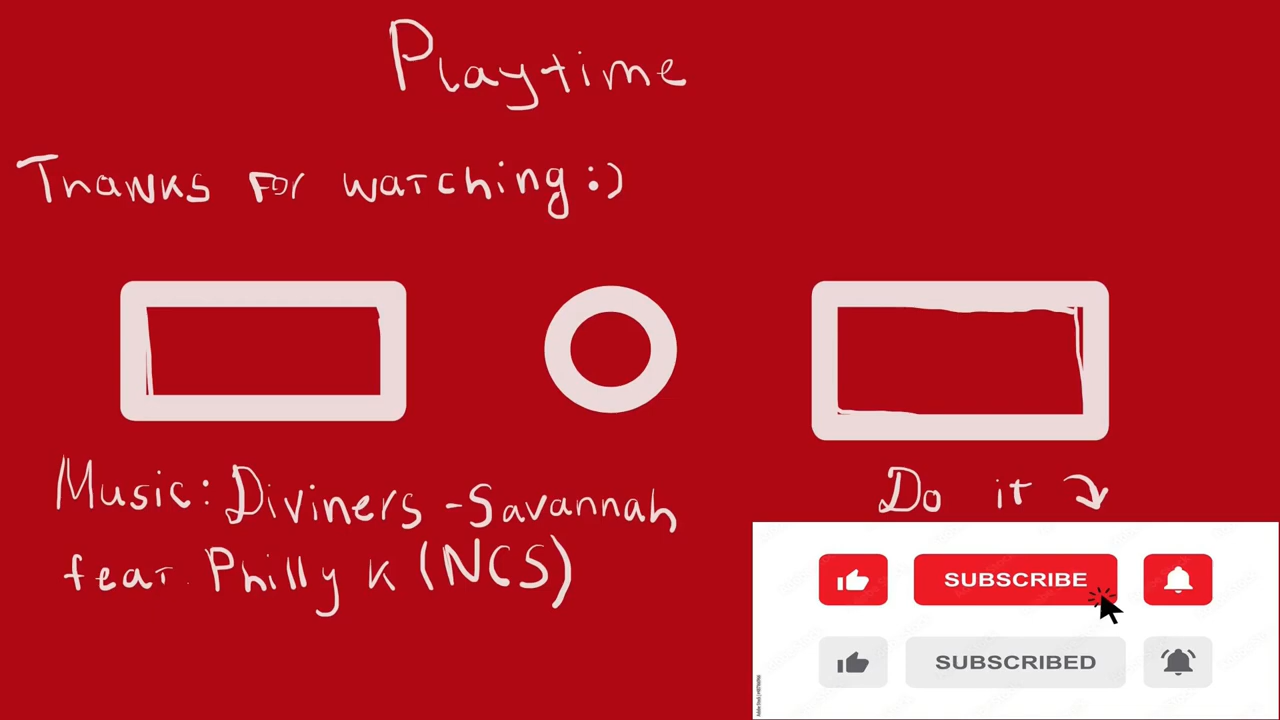 Playtime
Thanks for watching :)
Music: Diviners - Savannah
feat. Philly K (NCS)
Do it
SUBSCRIBE
SUBSCRIBED